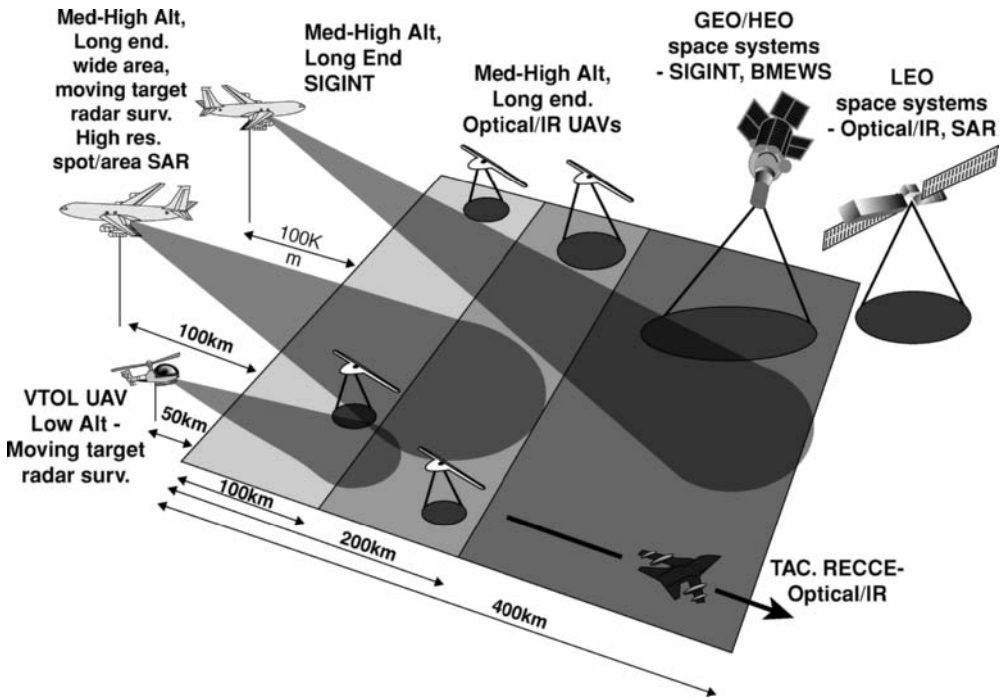 Med-High Alt,
Long end.
wide area,
moving target
radar surv.
High res.
spot/area SAR
Med-High Alt,
Long End
SIGINT
Med-High Alt,
Long end.
Optical/IR UAVs
GEO/HEO
space systems
- SIGINT, BMEWS
LEO
space systems
- Optical/IR, SAR
100K
m
100km
VTOL UAV
Low Alt -
Moving target
radar surv.
50km
100km
200km
400km
TAC. RECCE-
Optical/IR